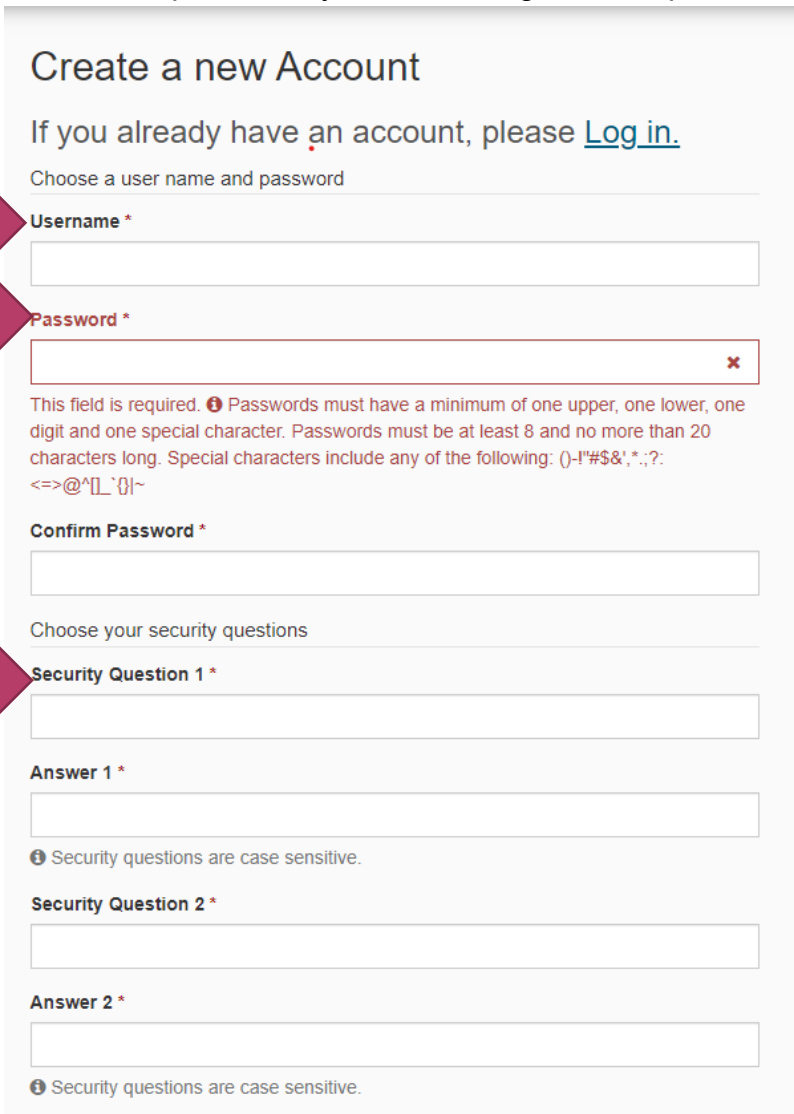 Create a new Account
If you already have an account, please Log in.
Choose a user name and password
Username *
Password *
This field is required. Passwords must have a minimum of one upper, one lower, one
digit and one special character. Passwords must be at least 8 and no more than 20
characters long. Special characters include any of the following: ()-!"#$&',*.;?:
<=>@^[]_`{}|~
Confirm Password *
Choose your security questions
Security Question 1 *
Answer 1 *
Security questions are case sensitive.
Security Question 2 *
Answer 2 *
Security questions are case sensitive.